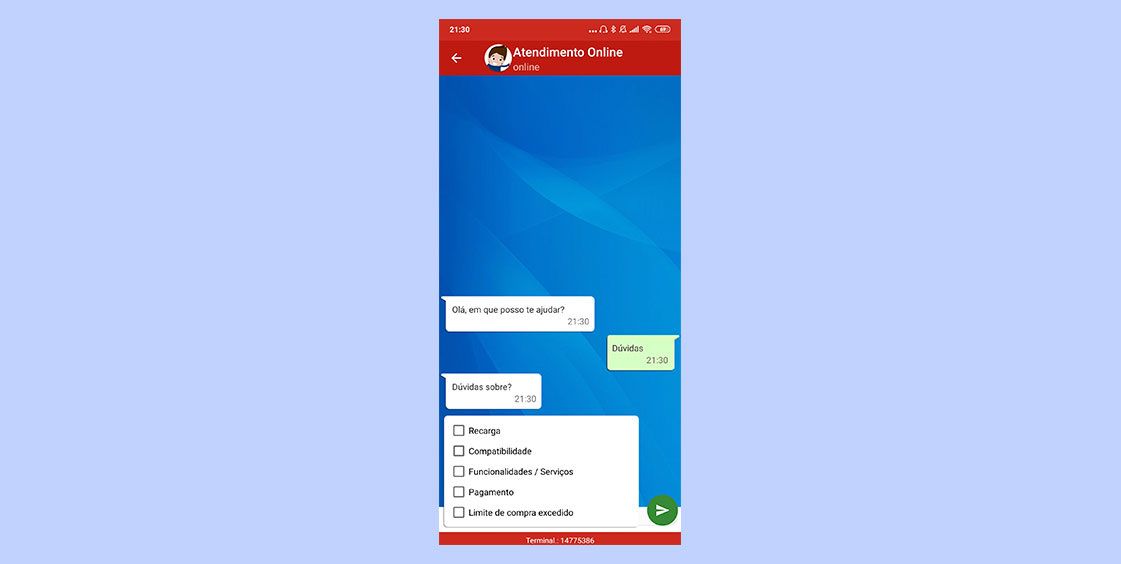 21:30
Atendimento Online
online
Olá, em que posso te ajudar?
21:30
Dúvidas
21:30
Dúvidas sobre?
21:30
Recarga
Compatibilidade
Funcionalidades / Serviços
Pagamento
Limite de compra excedido
Terminal.: 14775386